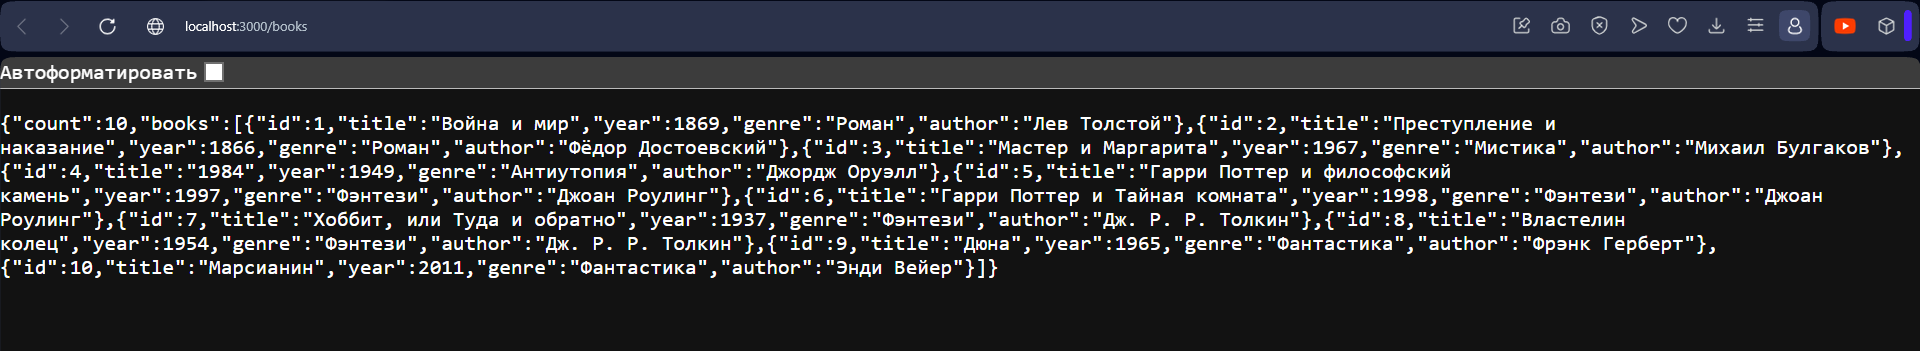 localhost:3000/books
Автоформатировать
{"count":10,"books":[{"id":1,"title":"Война и мир","year":1869,"genre":"Роман","author":"Лев Толстой"},{"id":2,"title":"Преступление и
наказание","year":1866,"genre":"Роман","author":"Фёдор Достоевский"},{"id":3,"title":"Мастер и Маргарита","year":1967,"genre":"Мистика","author":"Михаил Булгаков"},
{"id":4,"title":"1984","year":1949,"genre":"Антиутопия","author":"Джордж Оруэлл"},{"id":5,"title":"Гарри Поттер и философский
камень","year":1997,"genre":"Фэнтези","author":"Джоан Роулинг"},{"id":6,"title":"Гарри Поттер и Тайная комната","year":1998,"genre":"Фэнтези","author":"Джоан
Роулинг"},{"id":7,"title":"Хоббит, или Туда и обратно","year":1937,"genre":"Фэнтези","author":"Дж. Р. Р. Толкин"},{"id":8,"title":"Властелин
колец","year":1954,"genre":"Фэнтези","author":"Дж. Р. Р. Толкин"},{"id":9,"title":"Дюна","year":1965,"genre":"Фантастика","author":"Фрэнк Герберт"},
{"id":10,"title":"Марсианин","year":2011,"genre":"Фантастика","author":"Энди Вейер"}]}